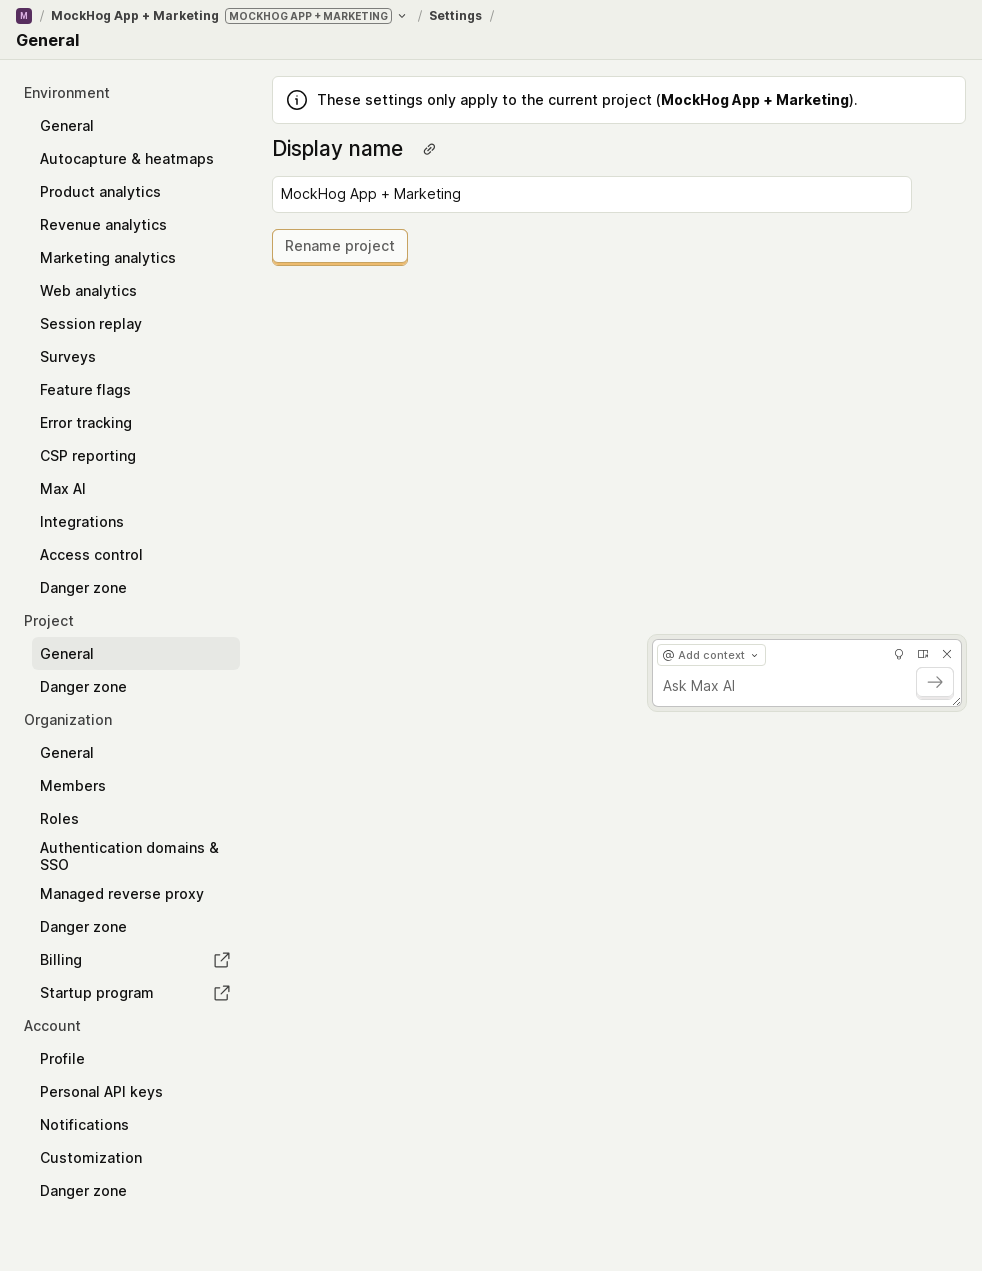 M / MockHog App + Marketing MOCKHOG APP + MARKETING / Settings /
General
Environment
General
Autocapture & heatmaps
Product analytics
Revenue analytics
Marketing analytics
Web analytics
Session replay
Surveys
Feature flags
Error tracking
CSP reporting
Max AI
Integrations
Access control
Danger zone
Project
General
Danger zone
Organization
General
Members
Roles
Authentication domains &
SSO
Managed reverse proxy
Danger zone
Billing
Startup program
Account
Profile
Personal API keys
Notifications
Customization
Danger zone
These settings only apply to the current project (MockHog App + Marketing).
Display name
MockHog App + Marketing
Rename project
@ Add context
Ask Max AI